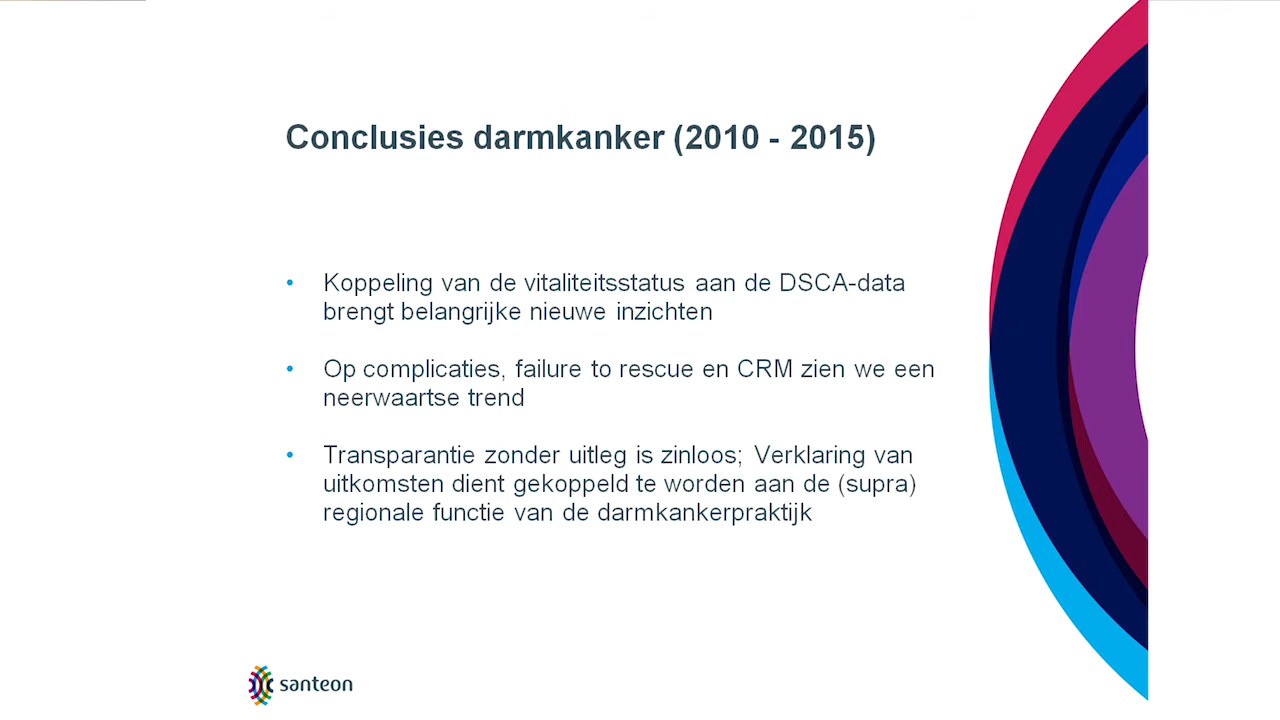 Conclusies darmkanker (2010 - 2015)
• Koppeling van de vitaliteitsstatus aan de DSCA-data
brengt belangrijke nieuwe inzichten
• Op complicaties, failure to rescue en CRM zien we een
neerwaartse trend
• Transparantie zonder uitleg is zinloos; Verklaring van
uitkomsten dient gekoppeld te worden aan de (supra)
regionale functie van de darmkankerpraktijk
santeon